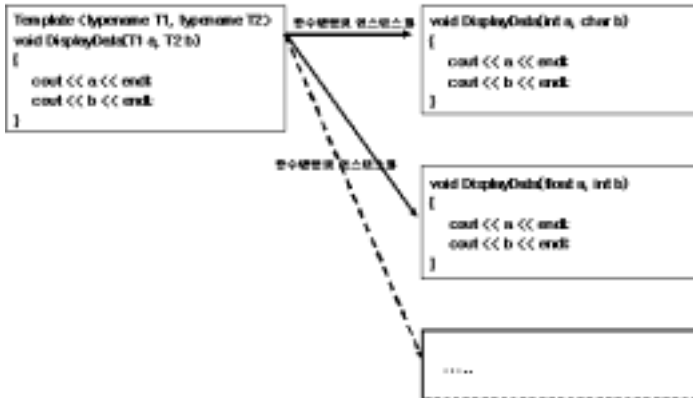 Template <typename T1, typename T2>
void DisplayData(T1 a, T2 b)
{
cout << a << endl;
cout << b << endl;
}
함수템플릿 인스턴스화
void DisplayData(int a, char b)
{
cout << a << endl;
cout << b << endl;
}
함수템플릿 인스턴스화
void DisplayData(float a, int b)
{
cout << a << endl;
cout << b << endl;
}
.....